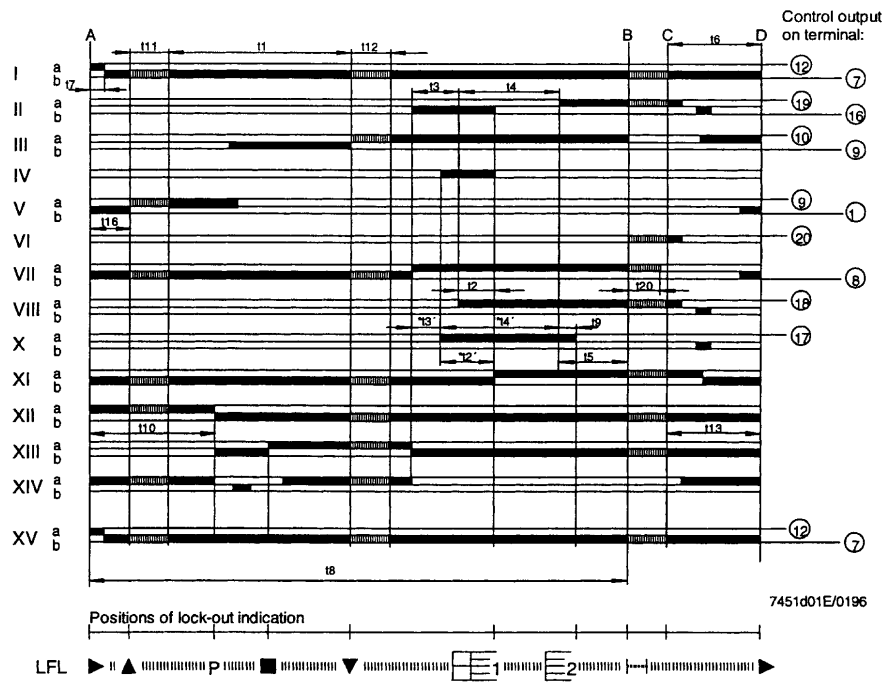 Control output
on terminal:
A t11 t1 t12 B C t6 D
I a b t7 12 7
II a b t3 t4 19 16
III a b 10 9
IV
V a b t16 9 1
VI 20
VII a b t2 t20 8
VIII a b 18
"t3´ "t4´ t9
X a b 17
"t2´ t5
XI a b
XII a b t10 t13
XIII a b
XIV a b
XV a b 12 7
t8
7451d01E/0196
Positions of lock-out indication
LFL P 1 2